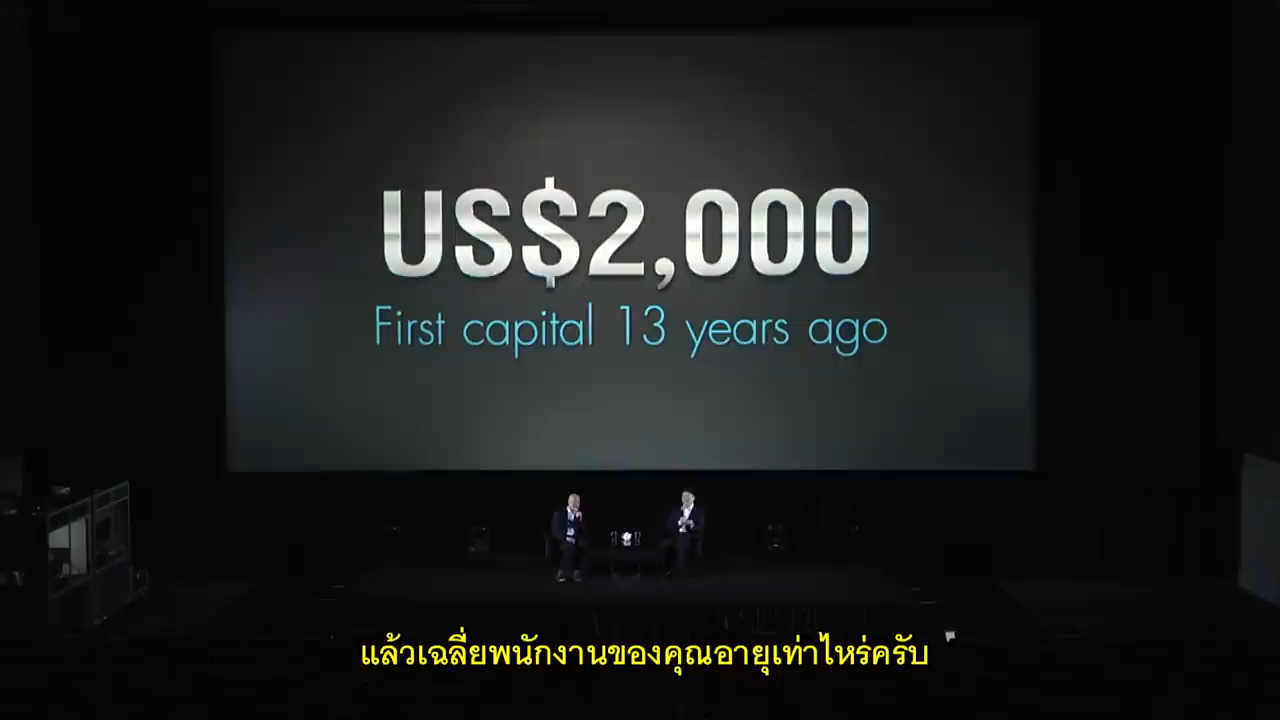 US$2,000
First capital 13 years ago
แล้วเฉลี่ยพนักงานของคุณอายุเท่าไหร่ครับ